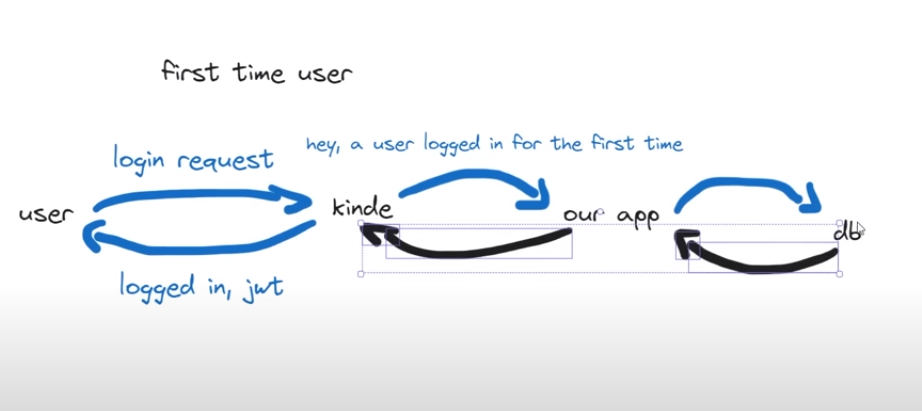 first time user
hey, a user logged in for the first time
login request
user
kinde
our app
db
logged in, jwt